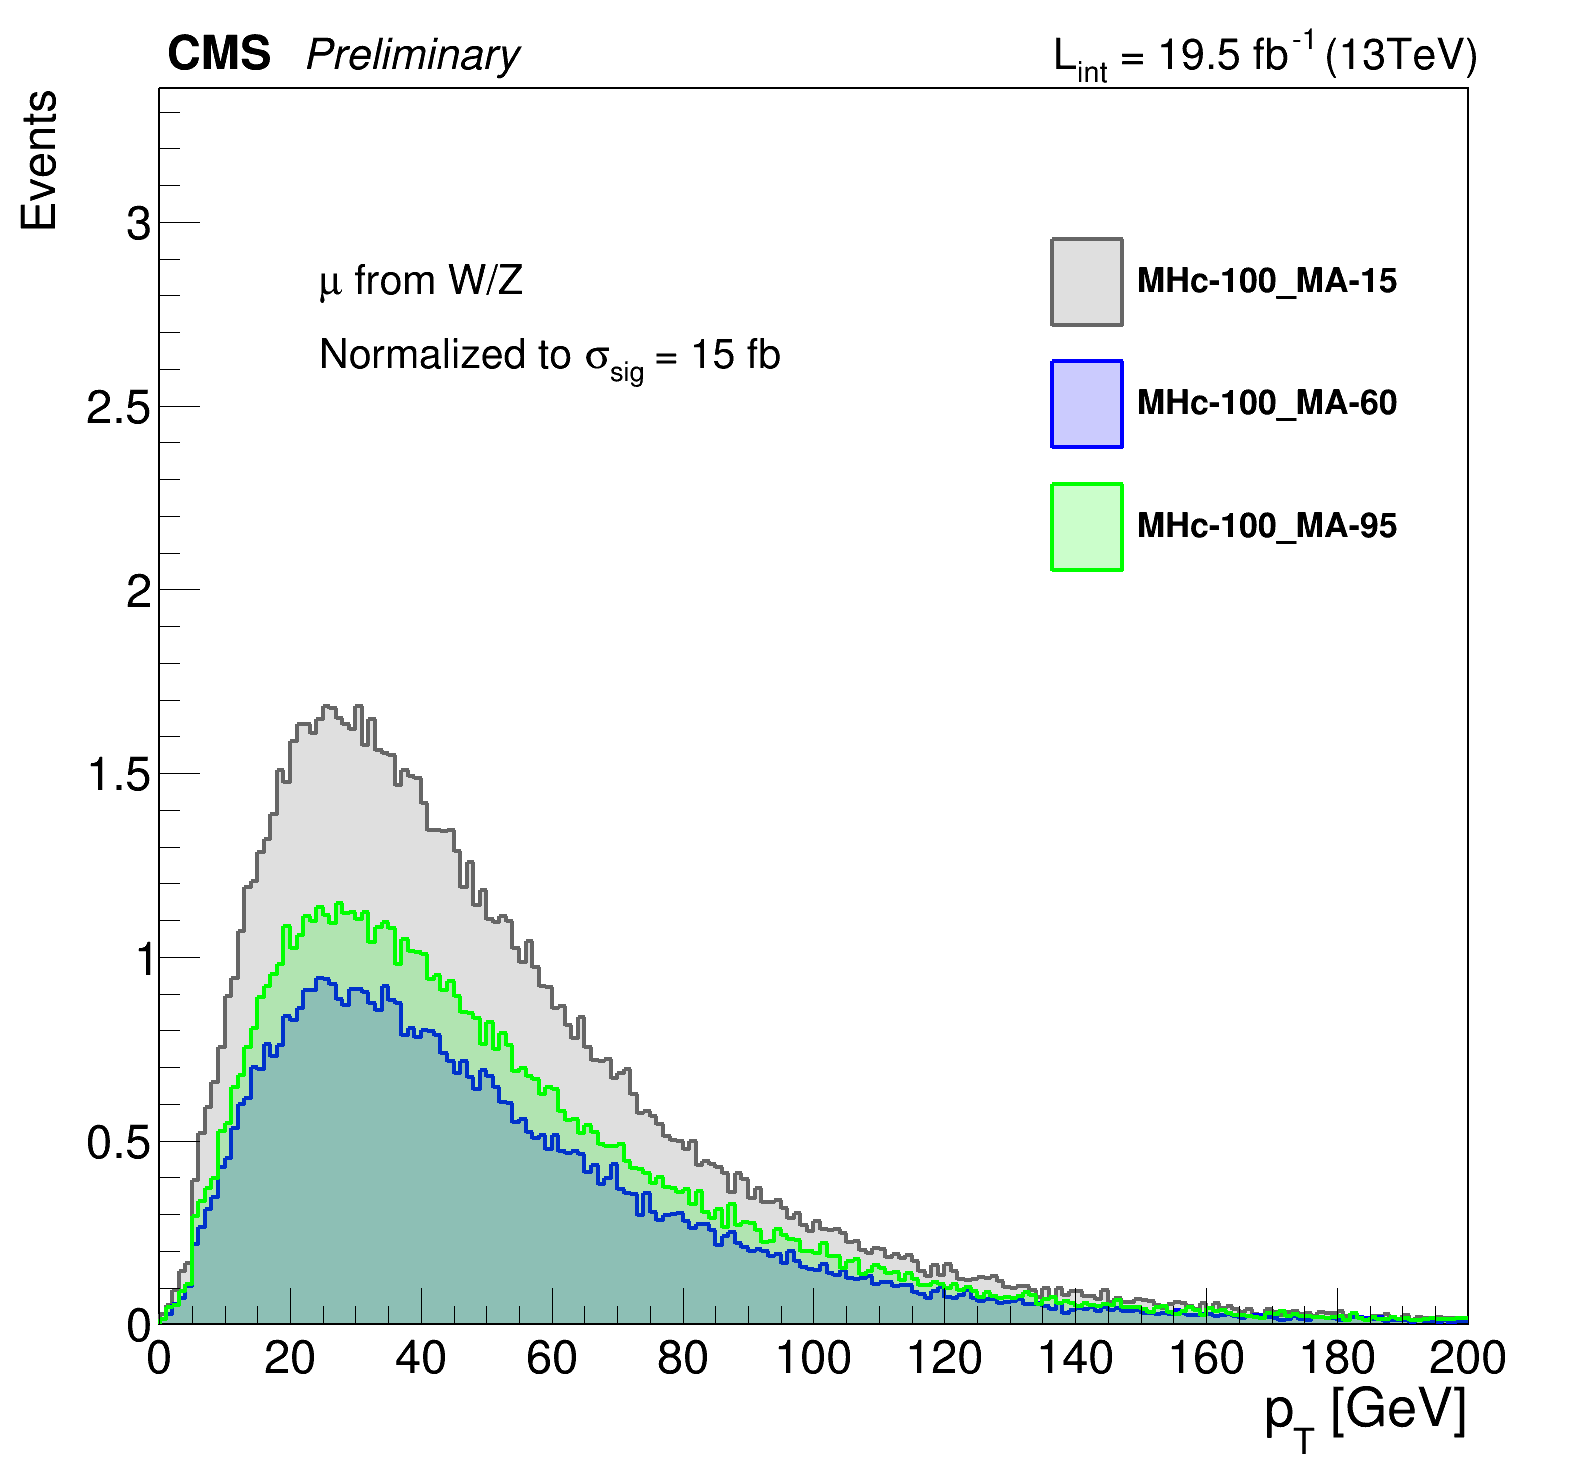 CMS Preliminary
L_int = 19.5 fb^-1 (13TeV)
Events
3
2.5
2
1.5
1
0.5
0
μ from W/Z
Normalized to σ_sig = 15 fb
MHc-100_MA-15
MHc-100_MA-60
MHc-100_MA-95
0 20 40 60 80 100 120 140 160 180 200
p_T [GeV]